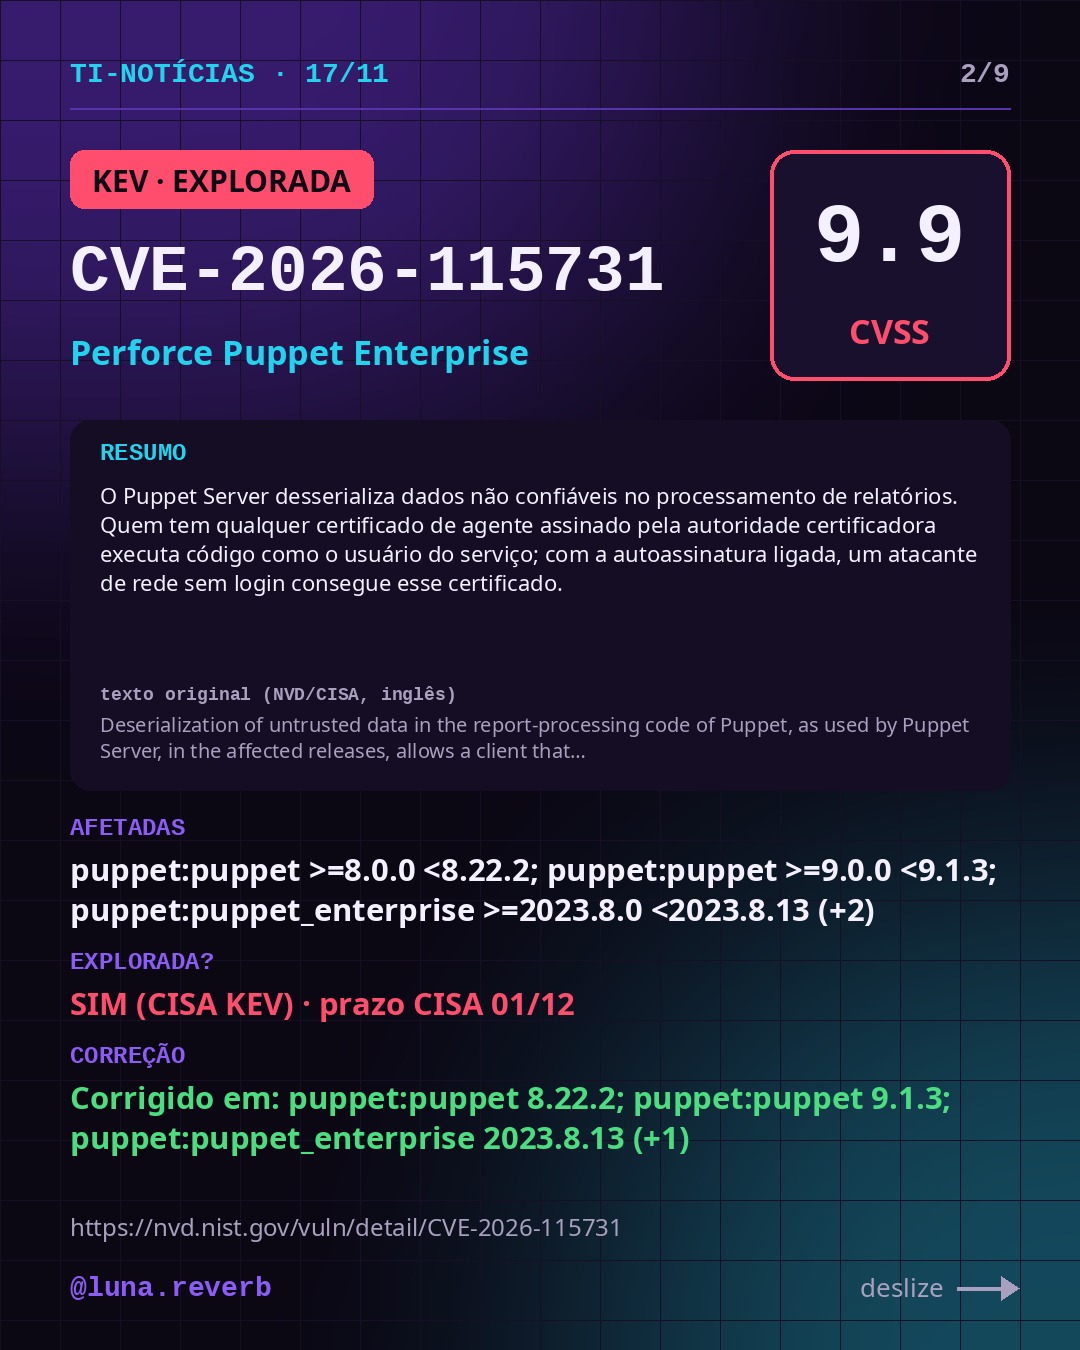 TI-NOTÍCIAS · 17/11
2/9
KEV · EXPLORADA
CVE-2026-115731
Perforce Puppet Enterprise
9.9
CVSS
RESUMO
O Puppet Server desserializa dados não confiáveis no processamento de relatórios.
Quem tem qualquer certificado de agente assinado pela autoridade certificadora
executa código como o usuário do serviço; com a autoassinatura ligada, um atacante
de rede sem login consegue esse certificado.
texto original (NVD/CISA, inglês)
Deserialization of untrusted data in the report-processing code of Puppet, as used by Puppet
Server, in the affected releases, allows a client that…
AFETADAS
puppet:puppet >=8.0.0 <8.22.2; puppet:puppet >=9.0.0 <9.1.3;
puppet:puppet_enterprise >=2023.8.0 <2023.8.13 (+2)
EXPLORADA?
SIM (CISA KEV) · prazo CISA 01/12
CORREÇÃO
Corrigido em: puppet:puppet 8.22.2; puppet:puppet 9.1.3;
puppet:puppet_enterprise 2023.8.13 (+1)
https://nvd.nist.gov/vuln/detail/CVE-2026-115731
@luna.reverb
deslize